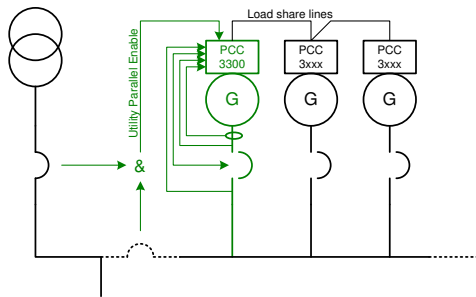 Load share lines
Utility Parallel Enable
PCC
3300
PCC
3xxx
PCC
3xxx
G
G
G
&